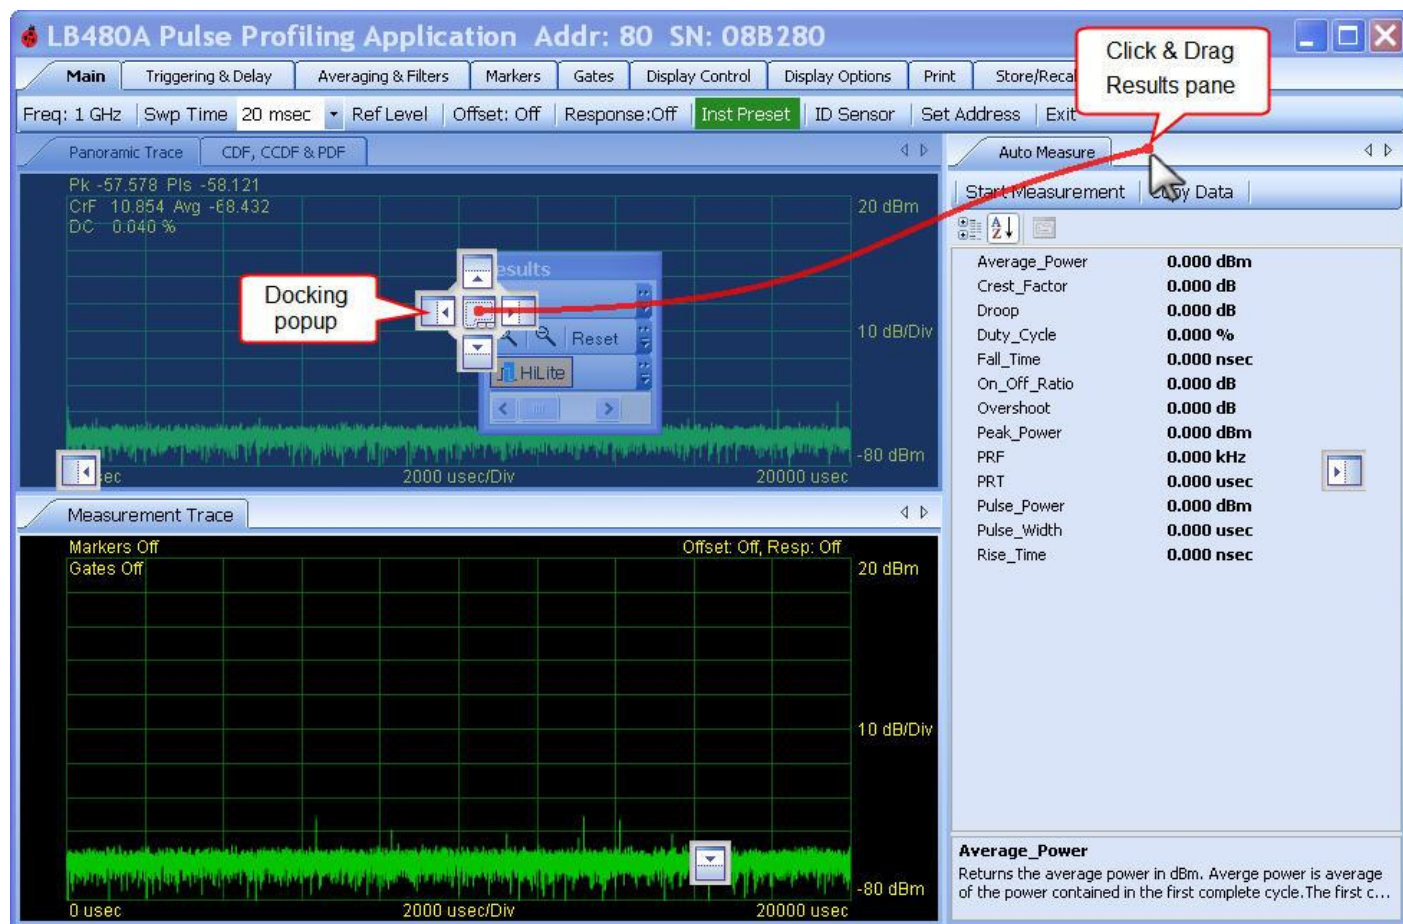 LB480A Pulse Profiling Application Addr: 80 SN: 08B280
Click & Drag
Results pane
Main Triggering & Delay Averaging & Filters Markers Gates Display Control Display Options Print Store/Recal
Freq: 1 GHz Swp Time 20 msec Ref Level Offset: Off Response:Off Inst Preset ID Sensor Set Address Exit
Panoramic Trace CDF, CCDF & PDF
Pk -57.578 Pls -58.121
CrF 10.854 Avg -68.432
DC 0.040 %
20 dBm
esults
Docking
popup
10 dB/Div
Reset
HiLite
-80 dBm
sec 2000 usec/Div 20000 usec
Measurement Trace
Markers Off Offset: Off, Resp: Off
Gates Off 20 dBm
10 dB/Div
-80 dBm
0 usec 2000 usec/Div 20000 usec
Auto Measure
Start Measurement Copy Data
Average_Power 0.000 dBm
Crest_Factor 0.000 dB
Droop 0.000 dB
Duty_Cycle 0.000 %
Fall_Time 0.000 nsec
On_Off_Ratio 0.000 dB
Overshoot 0.000 dB
Peak_Power 0.000 dBm
PRF 0.000 kHz
PRT 0.000 usec
Pulse_Power 0.000 dBm
Pulse_Width 0.000 usec
Rise_Time 0.000 nsec
Average_Power
Returns the average power in dBm. Averge power is average
of the power contained in the first complete cycle.The first c...